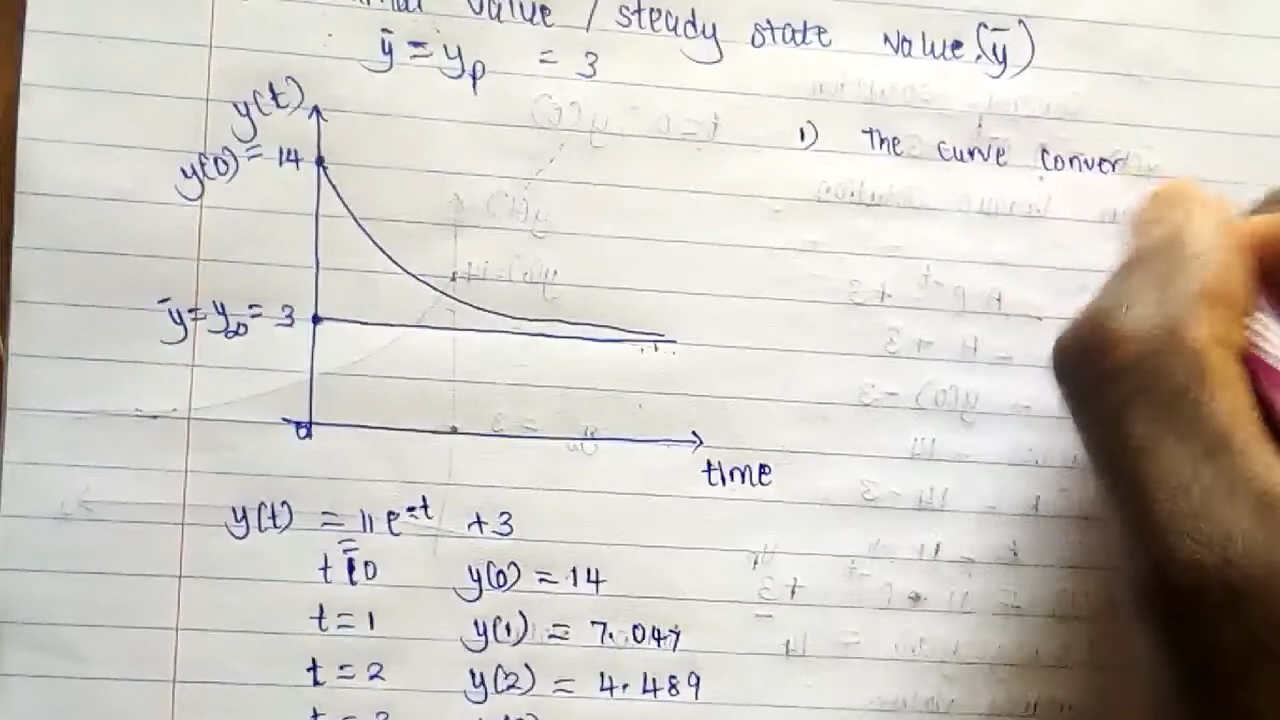 value / steady state value (ȳ)
ȳ = yp = 3
y(t)
y(0) = 14
1) The curve conver
ȳ = y∞ = 3
0
time
y(t) = 11e^-t + 3
t = 0 y(0) = 14
t = 1 y(1) = 7.047
t = 2 y(2) = 4.489